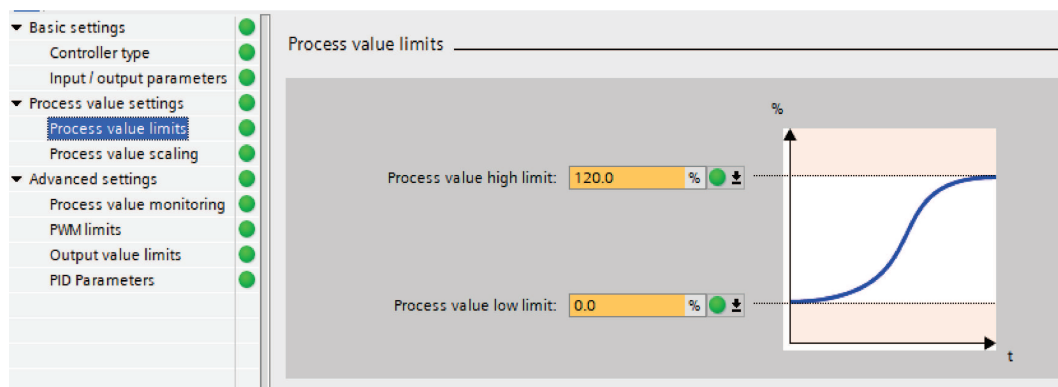 Basic settings
Controller type
Input / output parameters
Process value settings
Process value limits
Process value scaling
Advanced settings
Process value monitoring
PWM limits
Output value limits
PID Parameters
Process value limits
%
Process value high limit: 120.0 %
Process value low limit: 0.0 %
t